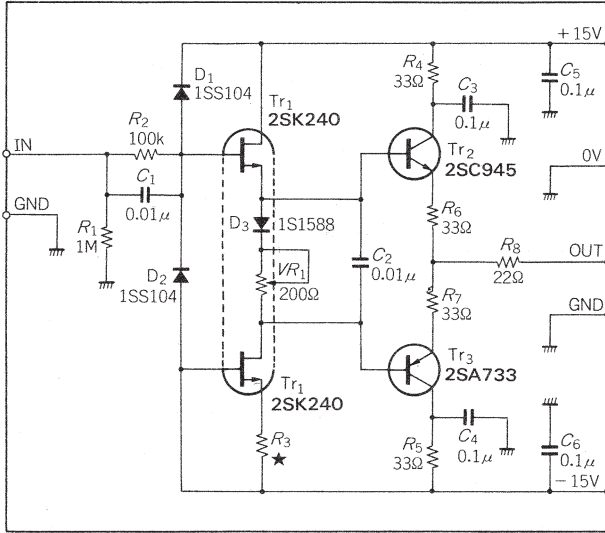 +15V
D1
1SS104
R4
33Ω
C3
0.1μ
C5
0.1μ
Tr1
2SK240
R2
100k
IN
Tr2
2SC945
0V
C1
0.01μ
GND
R1
1M
D3
1S1588
R6
33Ω
D2
1SS104
VR1
200Ω
C2
0.01μ
R8
22Ω
OUT
R7
33Ω
GND
Tr3
2SA733
Tr1
2SK240
R3
★
R5
33Ω
C4
0.1μ
C6
0.1μ
−15V